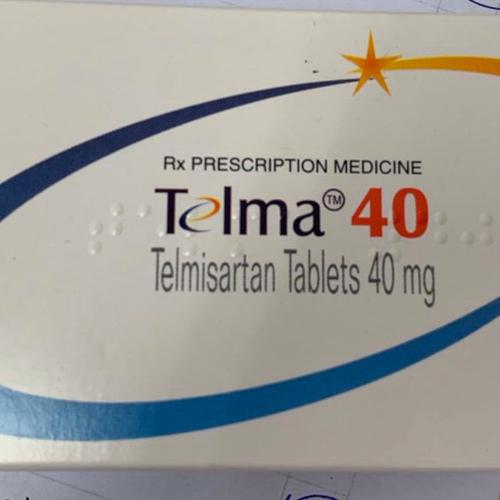 Rx PRESCRIPTION MEDICINE
Telma™ 40
Telmisartan Tablets 40 mg